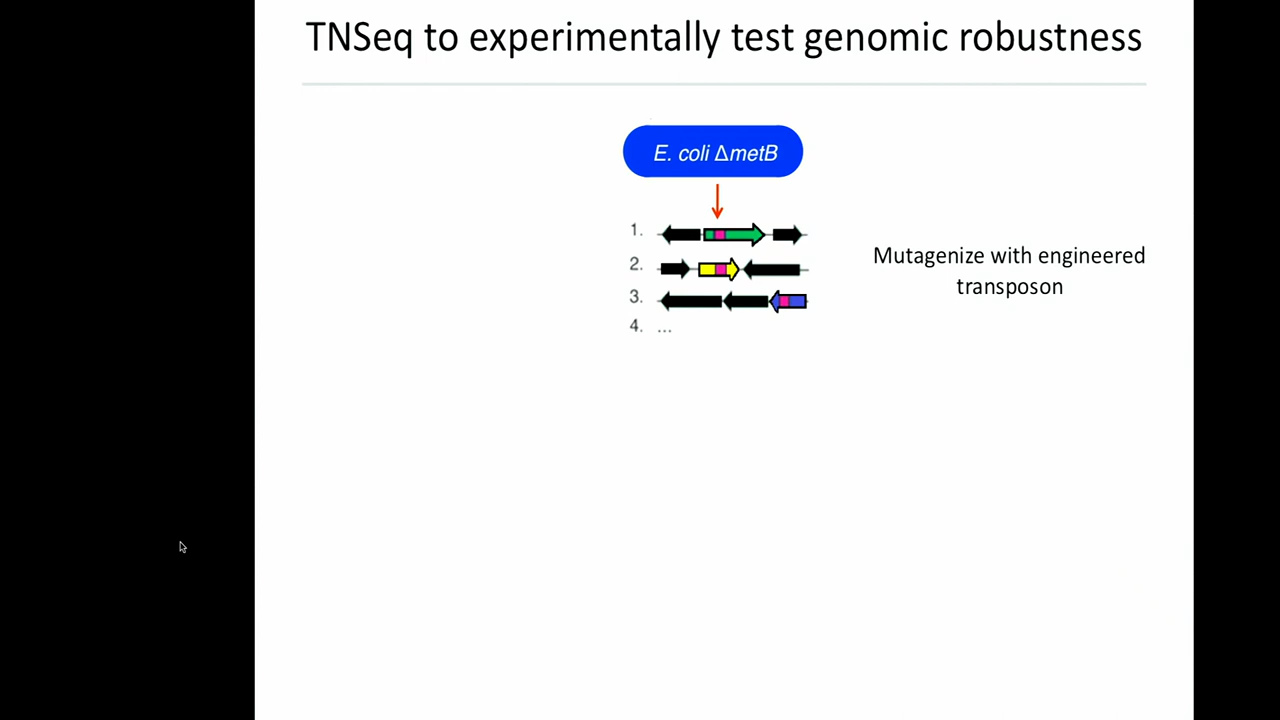 TNSeq to experimentally test genomic robustness
E. coli ΔmetB
1.
2.
3.
4. ...
Mutagenize with engineered
transposon